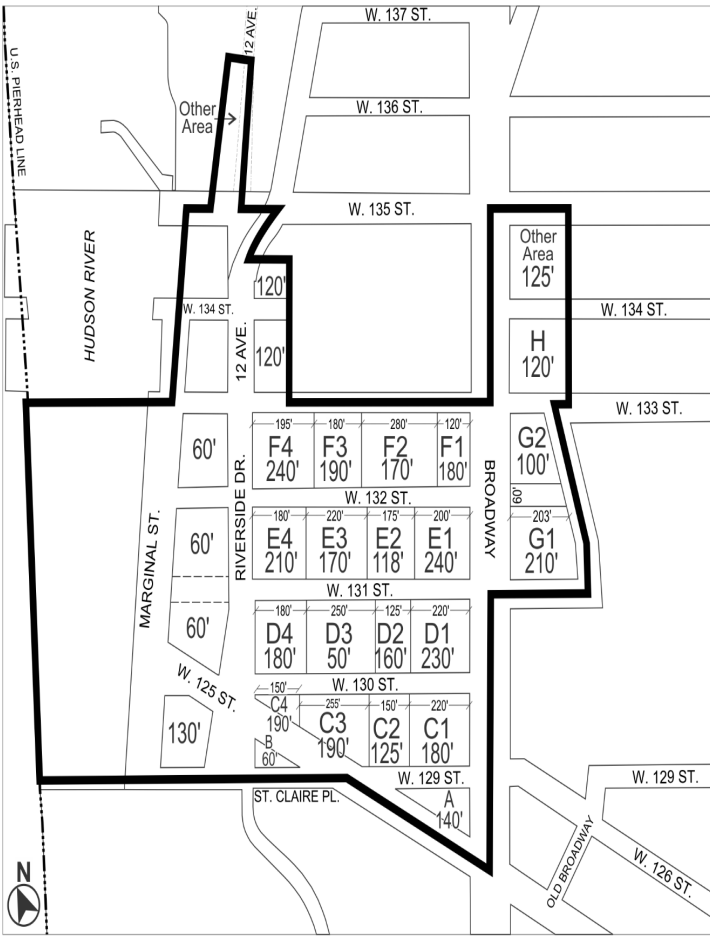 W. 137 ST.
12 AVE.
U.S. PIERHEAD LINE
Other
Area
W. 136 ST.
W. 135 ST.
HUDSON RIVER
Other
Area
125'
120'
W. 134 ST.
W. 134 ST.
12 AVE.
120'
H
120'
W. 133 ST.
60'
195'
F4
240'
180'
F3
190'
280'
F2
170'
120'
F1
180'
G2
100'
BROADWAY
RIVERSIDE DR.
W. 132 ST.
60'
MARGINAL ST.
60'
180'
E4
210'
220'
E3
170'
175'
E2
118'
200'
E1
240'
203'
G1
210'
W. 131 ST.
60'
180'
D4
180'
250'
D3
50'
125'
D2
160'
220'
D1
230'
W. 125 ST.
W. 130 ST.
130'
150'
C4
190'
255'
C3
190'
150'
C2
125'
220'
C1
180'
B
60'
W. 129 ST.
W. 129 ST.
ST. CLAIRE PL.
A
140'
OLD BROADWAY
W. 126 ST.
N